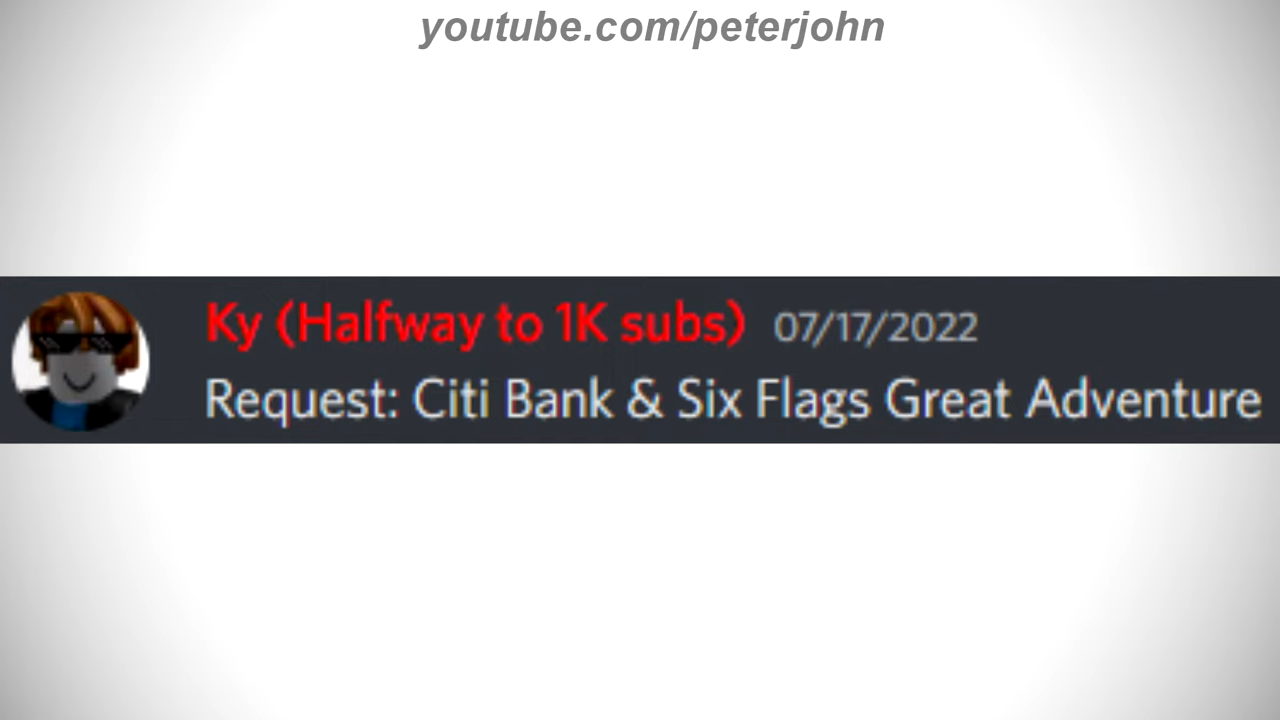 youtube.com/peterjohn
Ky (Halfway to 1K subs) 07/17/2022
Request: Citi Bank & Six Flags Great Adventure